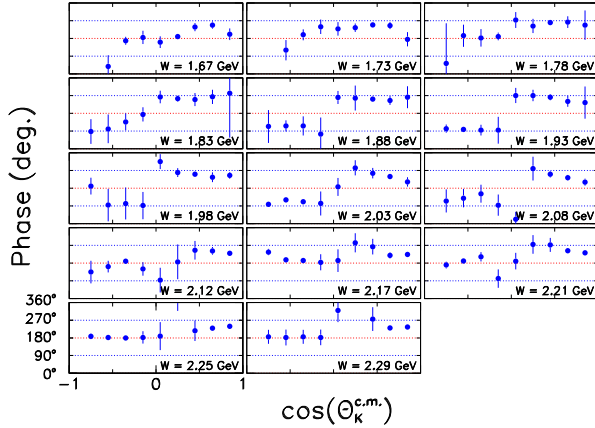 W = 1.67 GeV W = 1.73 GeV W = 1.78 GeV
W = 1.83 GeV W = 1.88 GeV W = 1.93 GeV
W = 1.98 GeV W = 2.03 GeV W = 2.08 GeV
W = 2.12 GeV W = 2.17 GeV W = 2.21 GeV
W = 2.25 GeV W = 2.29 GeV
Phase (deg.)
360°
270°
180°
90°
0°
-1 0 1
cos(Θ_K^c.m.)